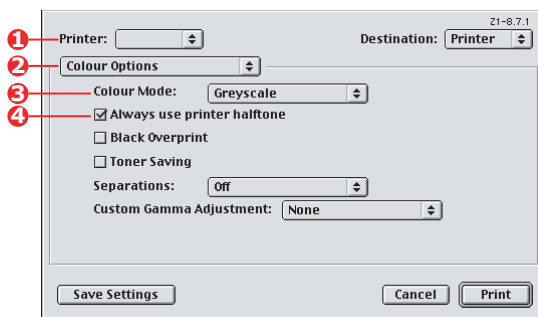 Z1-8.7.1
1 Printer: Destination: Printer
2 Colour Options
3 Colour Mode: Greyscale
4 Always use printer halftone
Black Overprint
Toner Saving
Separations: Off
Custom Gamma Adjustment: None
Save Settings Cancel Print